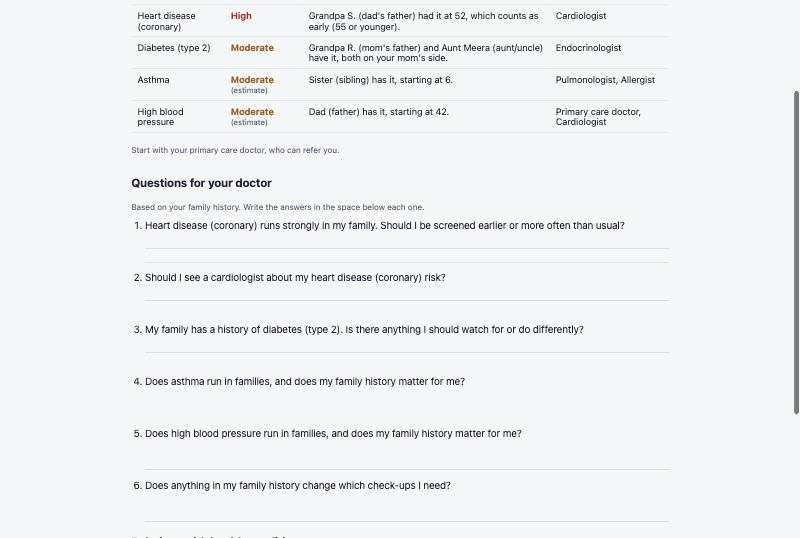 Heart disease (coronary) High Grandpa S. (dad's father) had it at 52, which counts as early (55 or younger). Cardiologist
Diabetes (type 2) Moderate Grandpa R. (mom's father) and Aunt Meera (aunt/uncle) have it, both on your mom's side. Endocrinologist
Asthma Moderate (estimate) Sister (sibling) has it, starting at 6. Pulmonologist, Allergist
High blood pressure Moderate (estimate) Dad (father) has it, starting at 42. Primary care doctor, Cardiologist
Start with your primary care doctor, who can refer you.
Questions for your doctor
Based on your family history. Write the answers in the space below each one.
1. Heart disease (coronary) runs strongly in my family. Should I be screened earlier or more often than usual?
2. Should I see a cardiologist about my heart disease (coronary) risk?
3. My family has a history of diabetes (type 2). Is there anything I should watch for or do differently?
4. Does asthma run in families, and does my family history matter for me?
5. Does high blood pressure run in families, and does my family history matter for me?
6. Does anything in my family history change which check-ups I need?